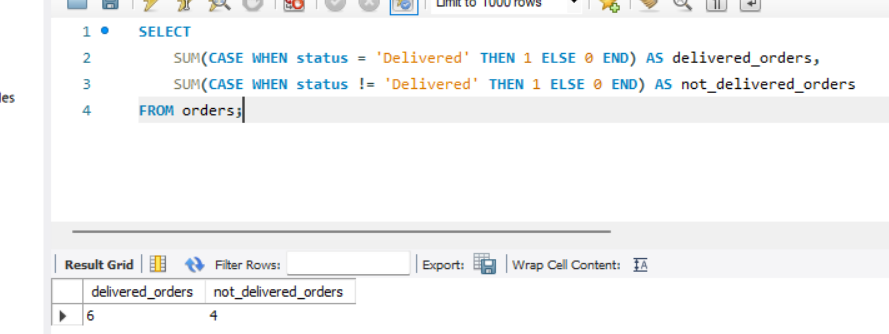 Limit to 1000 rows
1 SELECT
2 SUM(CASE WHEN status = 'Delivered' THEN 1 ELSE 0 END) AS delivered_orders,
3 SUM(CASE WHEN status != 'Delivered' THEN 1 ELSE 0 END) AS not_delivered_orders
les
4 FROM orders;
Result Grid Filter Rows: Export: Wrap Cell Content: IA
delivered_orders not_delivered_orders
6 4